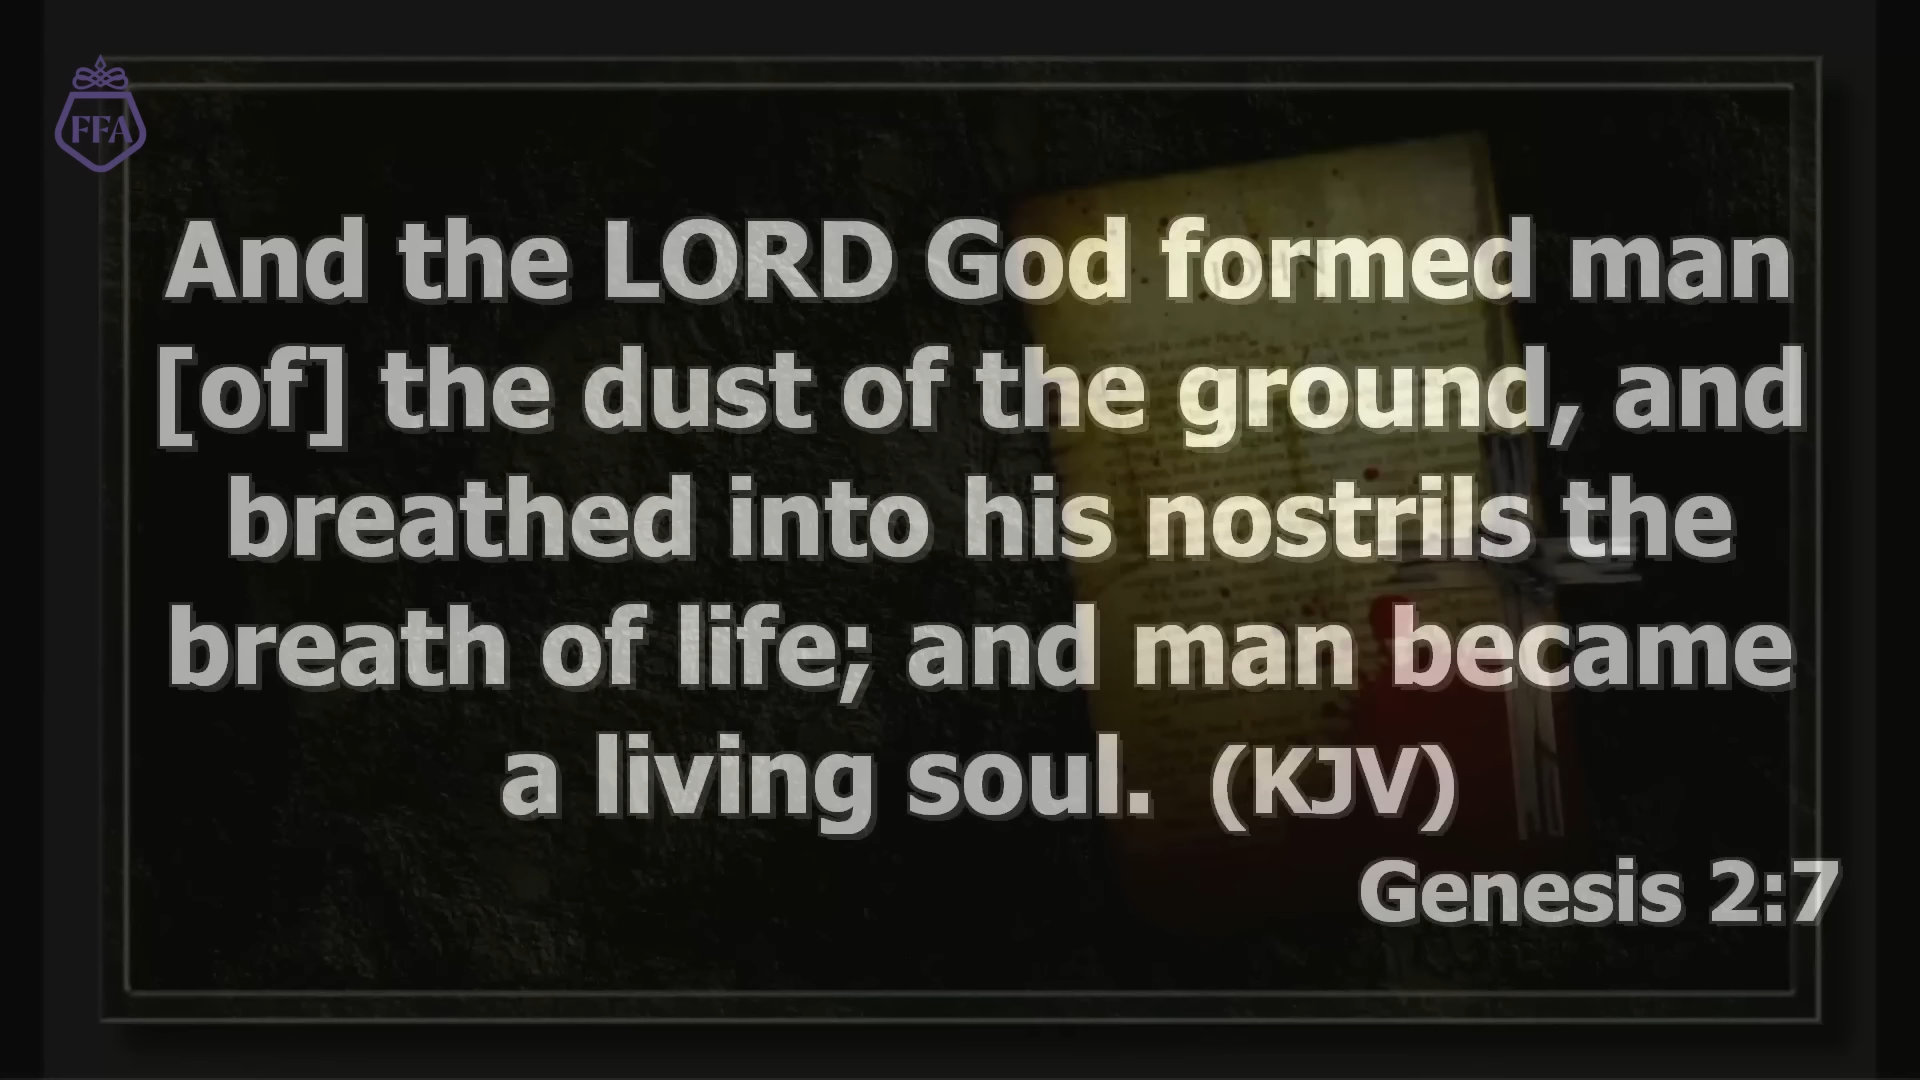 FFA
And the LORD God formed man
[of] the dust of the ground, and
breathed into his nostrils the
breath of life; and man became
a living soul. (KJV)
Genesis 2:7